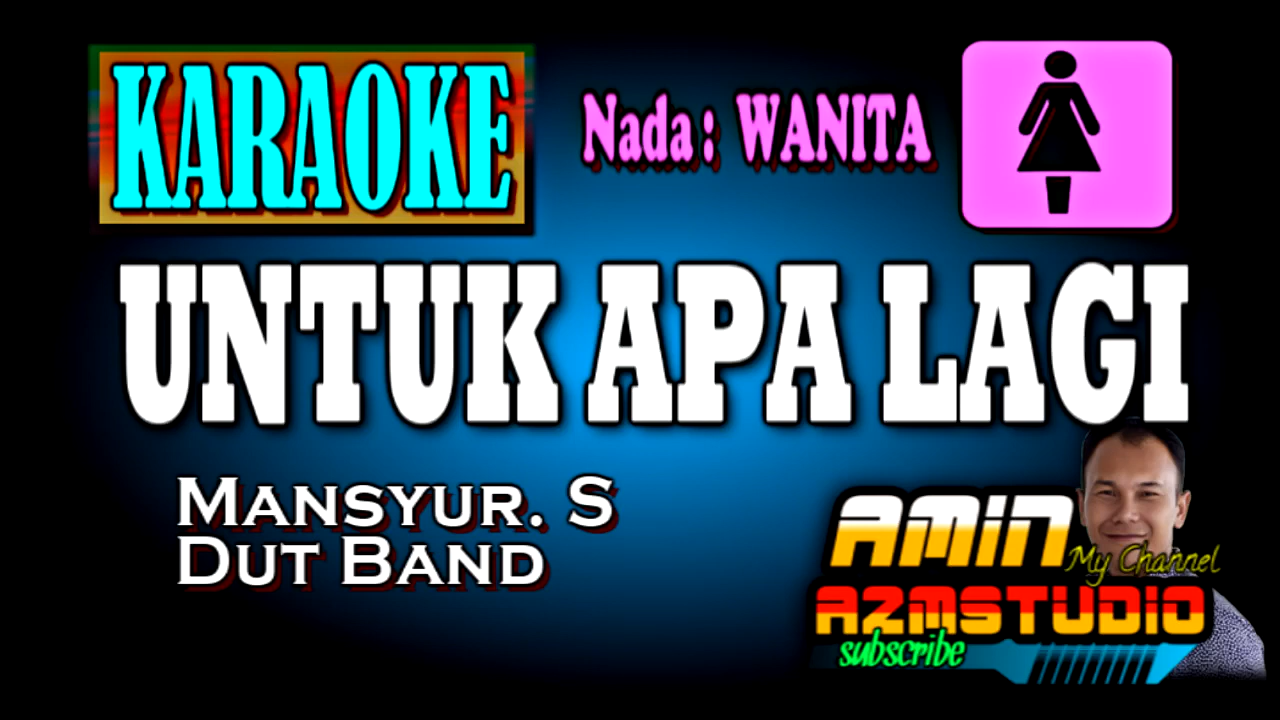 KARAOKE
Nada : WANITA
UNTUK APA LAGI
MANSYUR. S
DUT BAND
AMIN
My Channel
AZMSTUDIO
subscribe